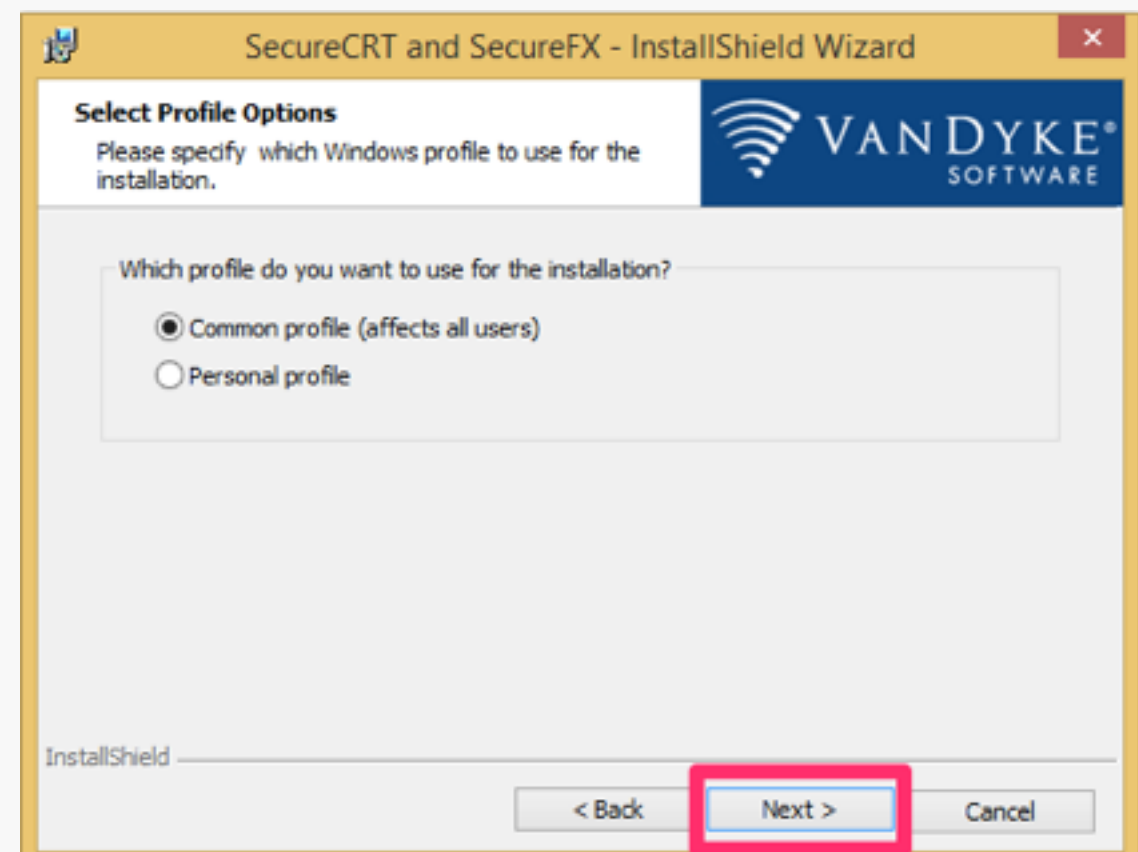 SecureCRT and SecureFX - InstallShield Wizard
Select Profile Options
Please specify which Windows profile to use for the
installation.
VANDYKE®
SOFTWARE
Which profile do you want to use for the installation?
Common profile (affects all users)
Personal profile
InstallShield
< Back Next > Cancel